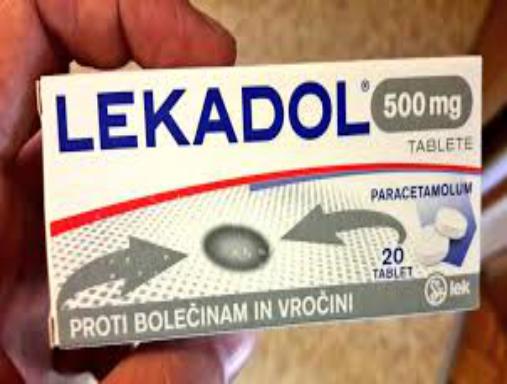 LEKADOL®
500 mg
TABLETE
PARACETAMOLUM
20
TABLET
lek
PROTI BOLEČINAM IN VROČINI